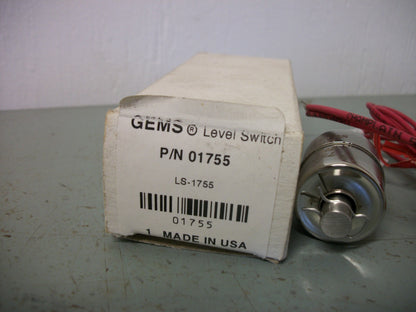 GEMS® Level Switch
P/N 01755
LS-1755
01755
1 MADE IN USA